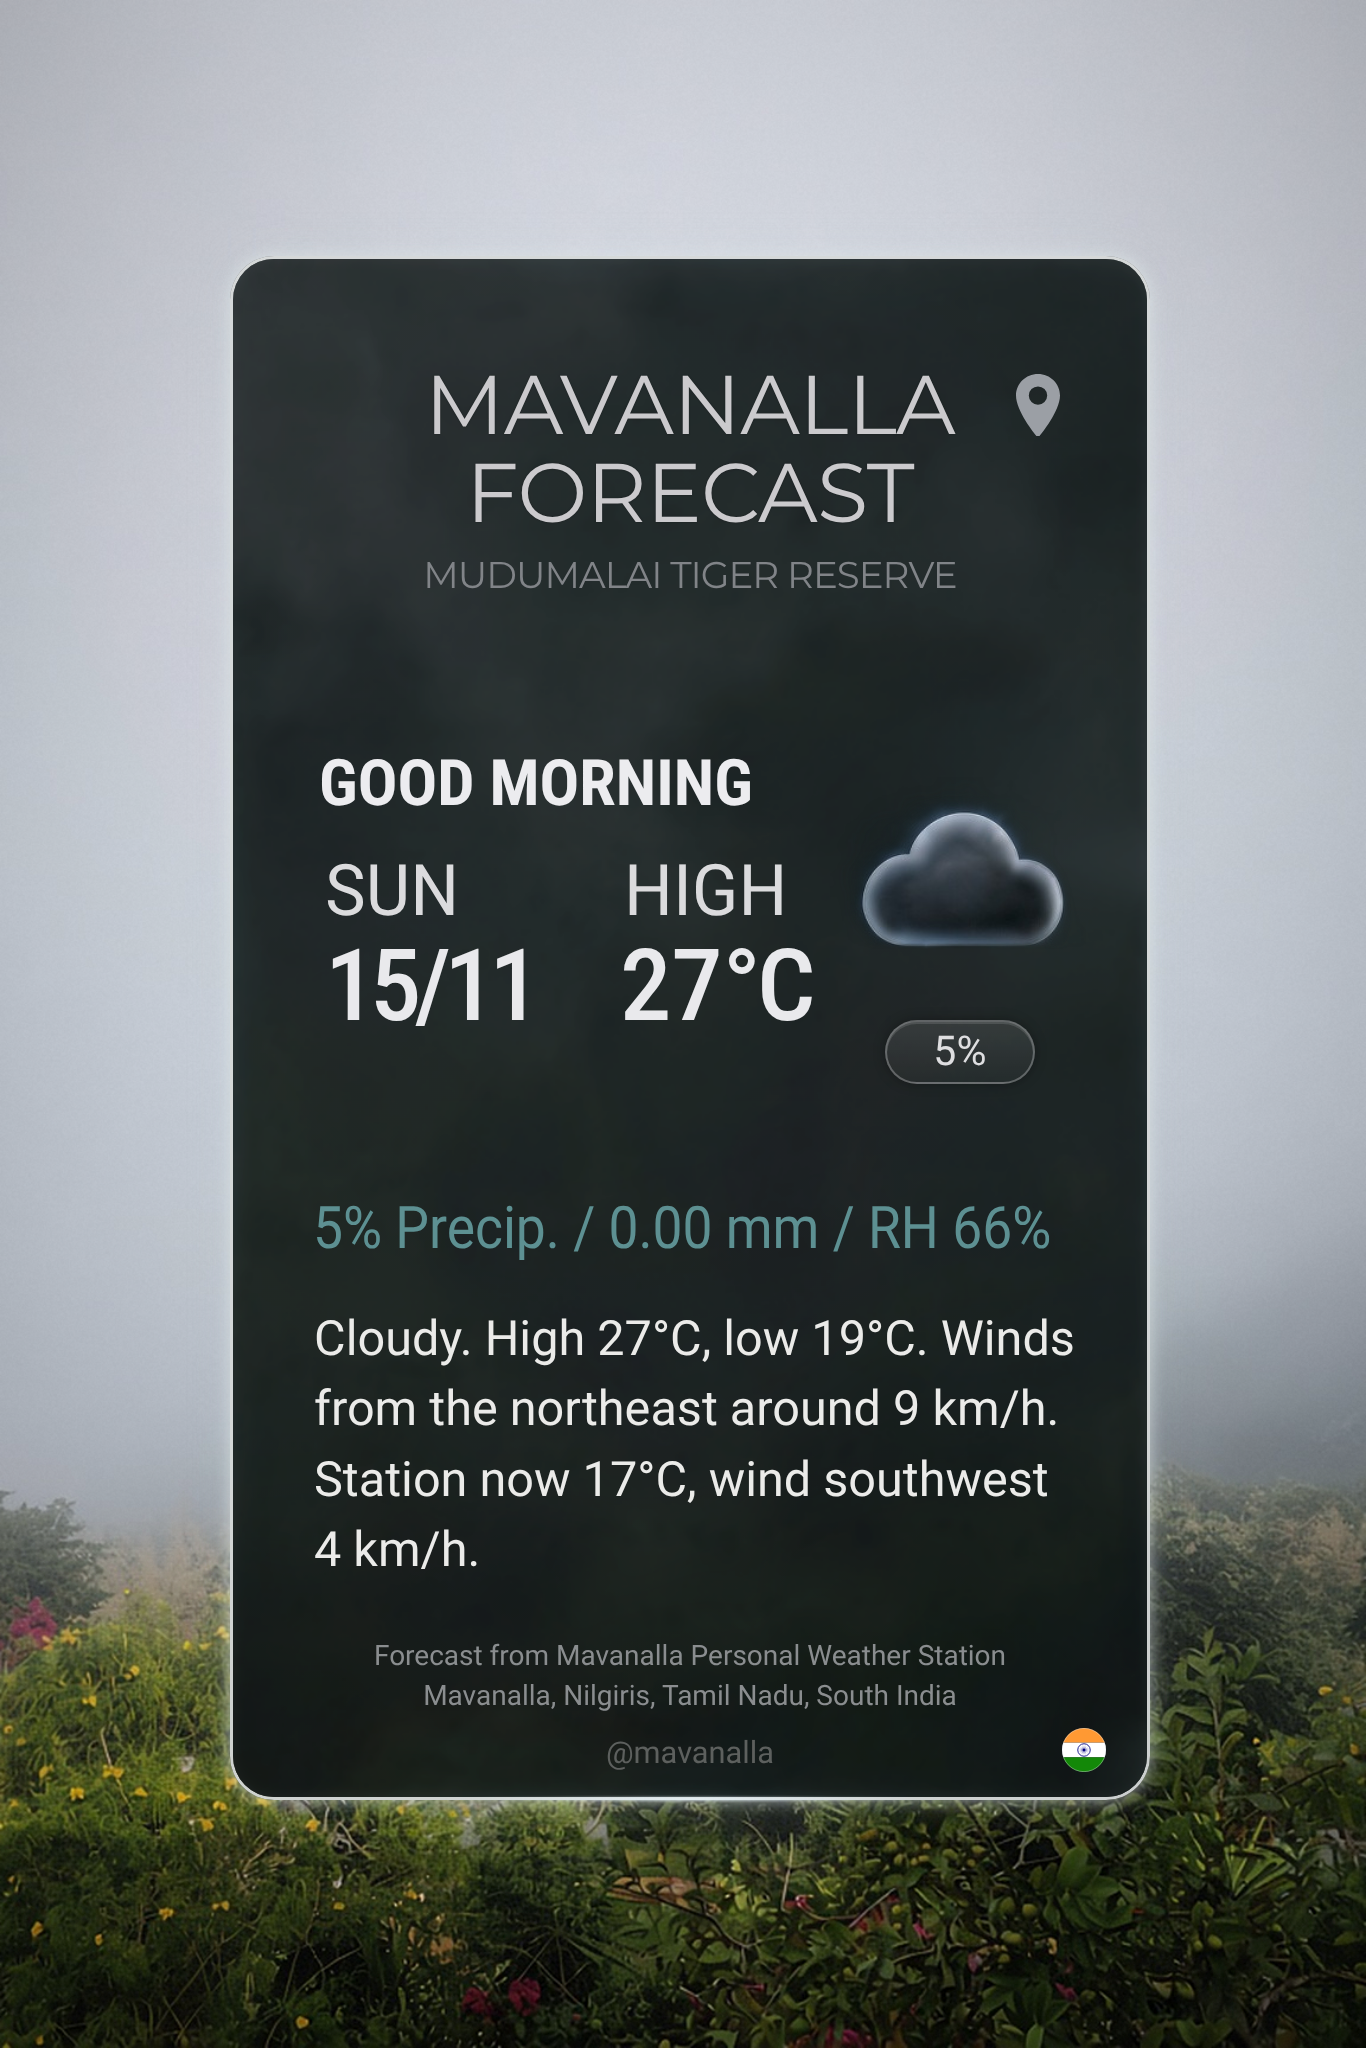 MAVANALLA
FORECAST
MUDUMALAI TIGER RESERVE
GOOD MORNING
SUN
15/11
HIGH
27°C
5%
5% Precip. / 0.00 mm / RH 66%
Cloudy. High 27°C, low 19°C. Winds
from the northeast around 9 km/h.
Station now 17°C, wind southwest
4 km/h.
Forecast from Mavanalla Personal Weather Station
Mavanalla, Nilgiris, Tamil Nadu, South India
@mavanalla